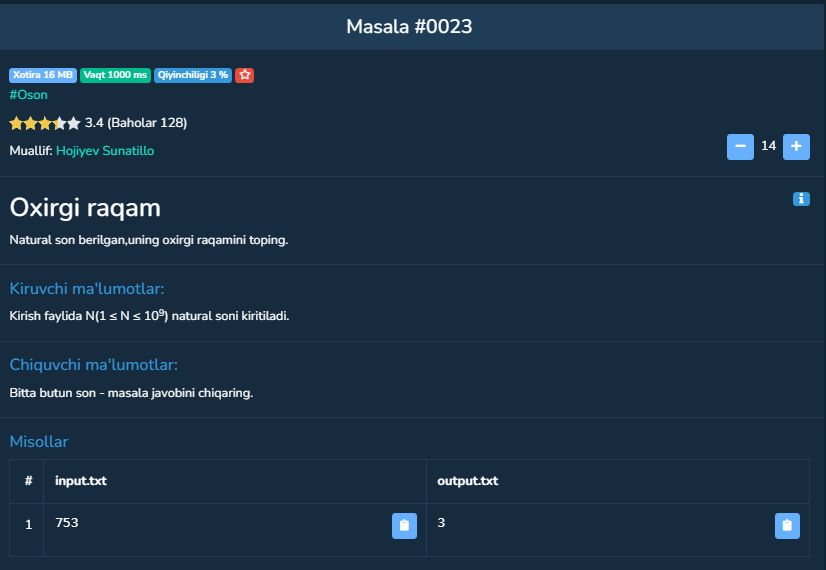 Masala #0023
Xotira 16 MB Vaqt 1000 ms Qiyinchiligi 3 %
#Oson
3.4 (Baholar 128)
Muallif: Hojiyev Sunatillo
14
Oxirgi raqam
Natural son berilgan,uning oxirgi raqamini toping.
Kiruvchi ma'lumotlar:
Kirish faylida N(1 ≤ N ≤ 10⁹) natural soni kiritiladi.
Chiquvchi ma'lumotlar:
Bitta butun son - masala javobini chiqaring.
Misollar
# input.txt output.txt
1 753 3